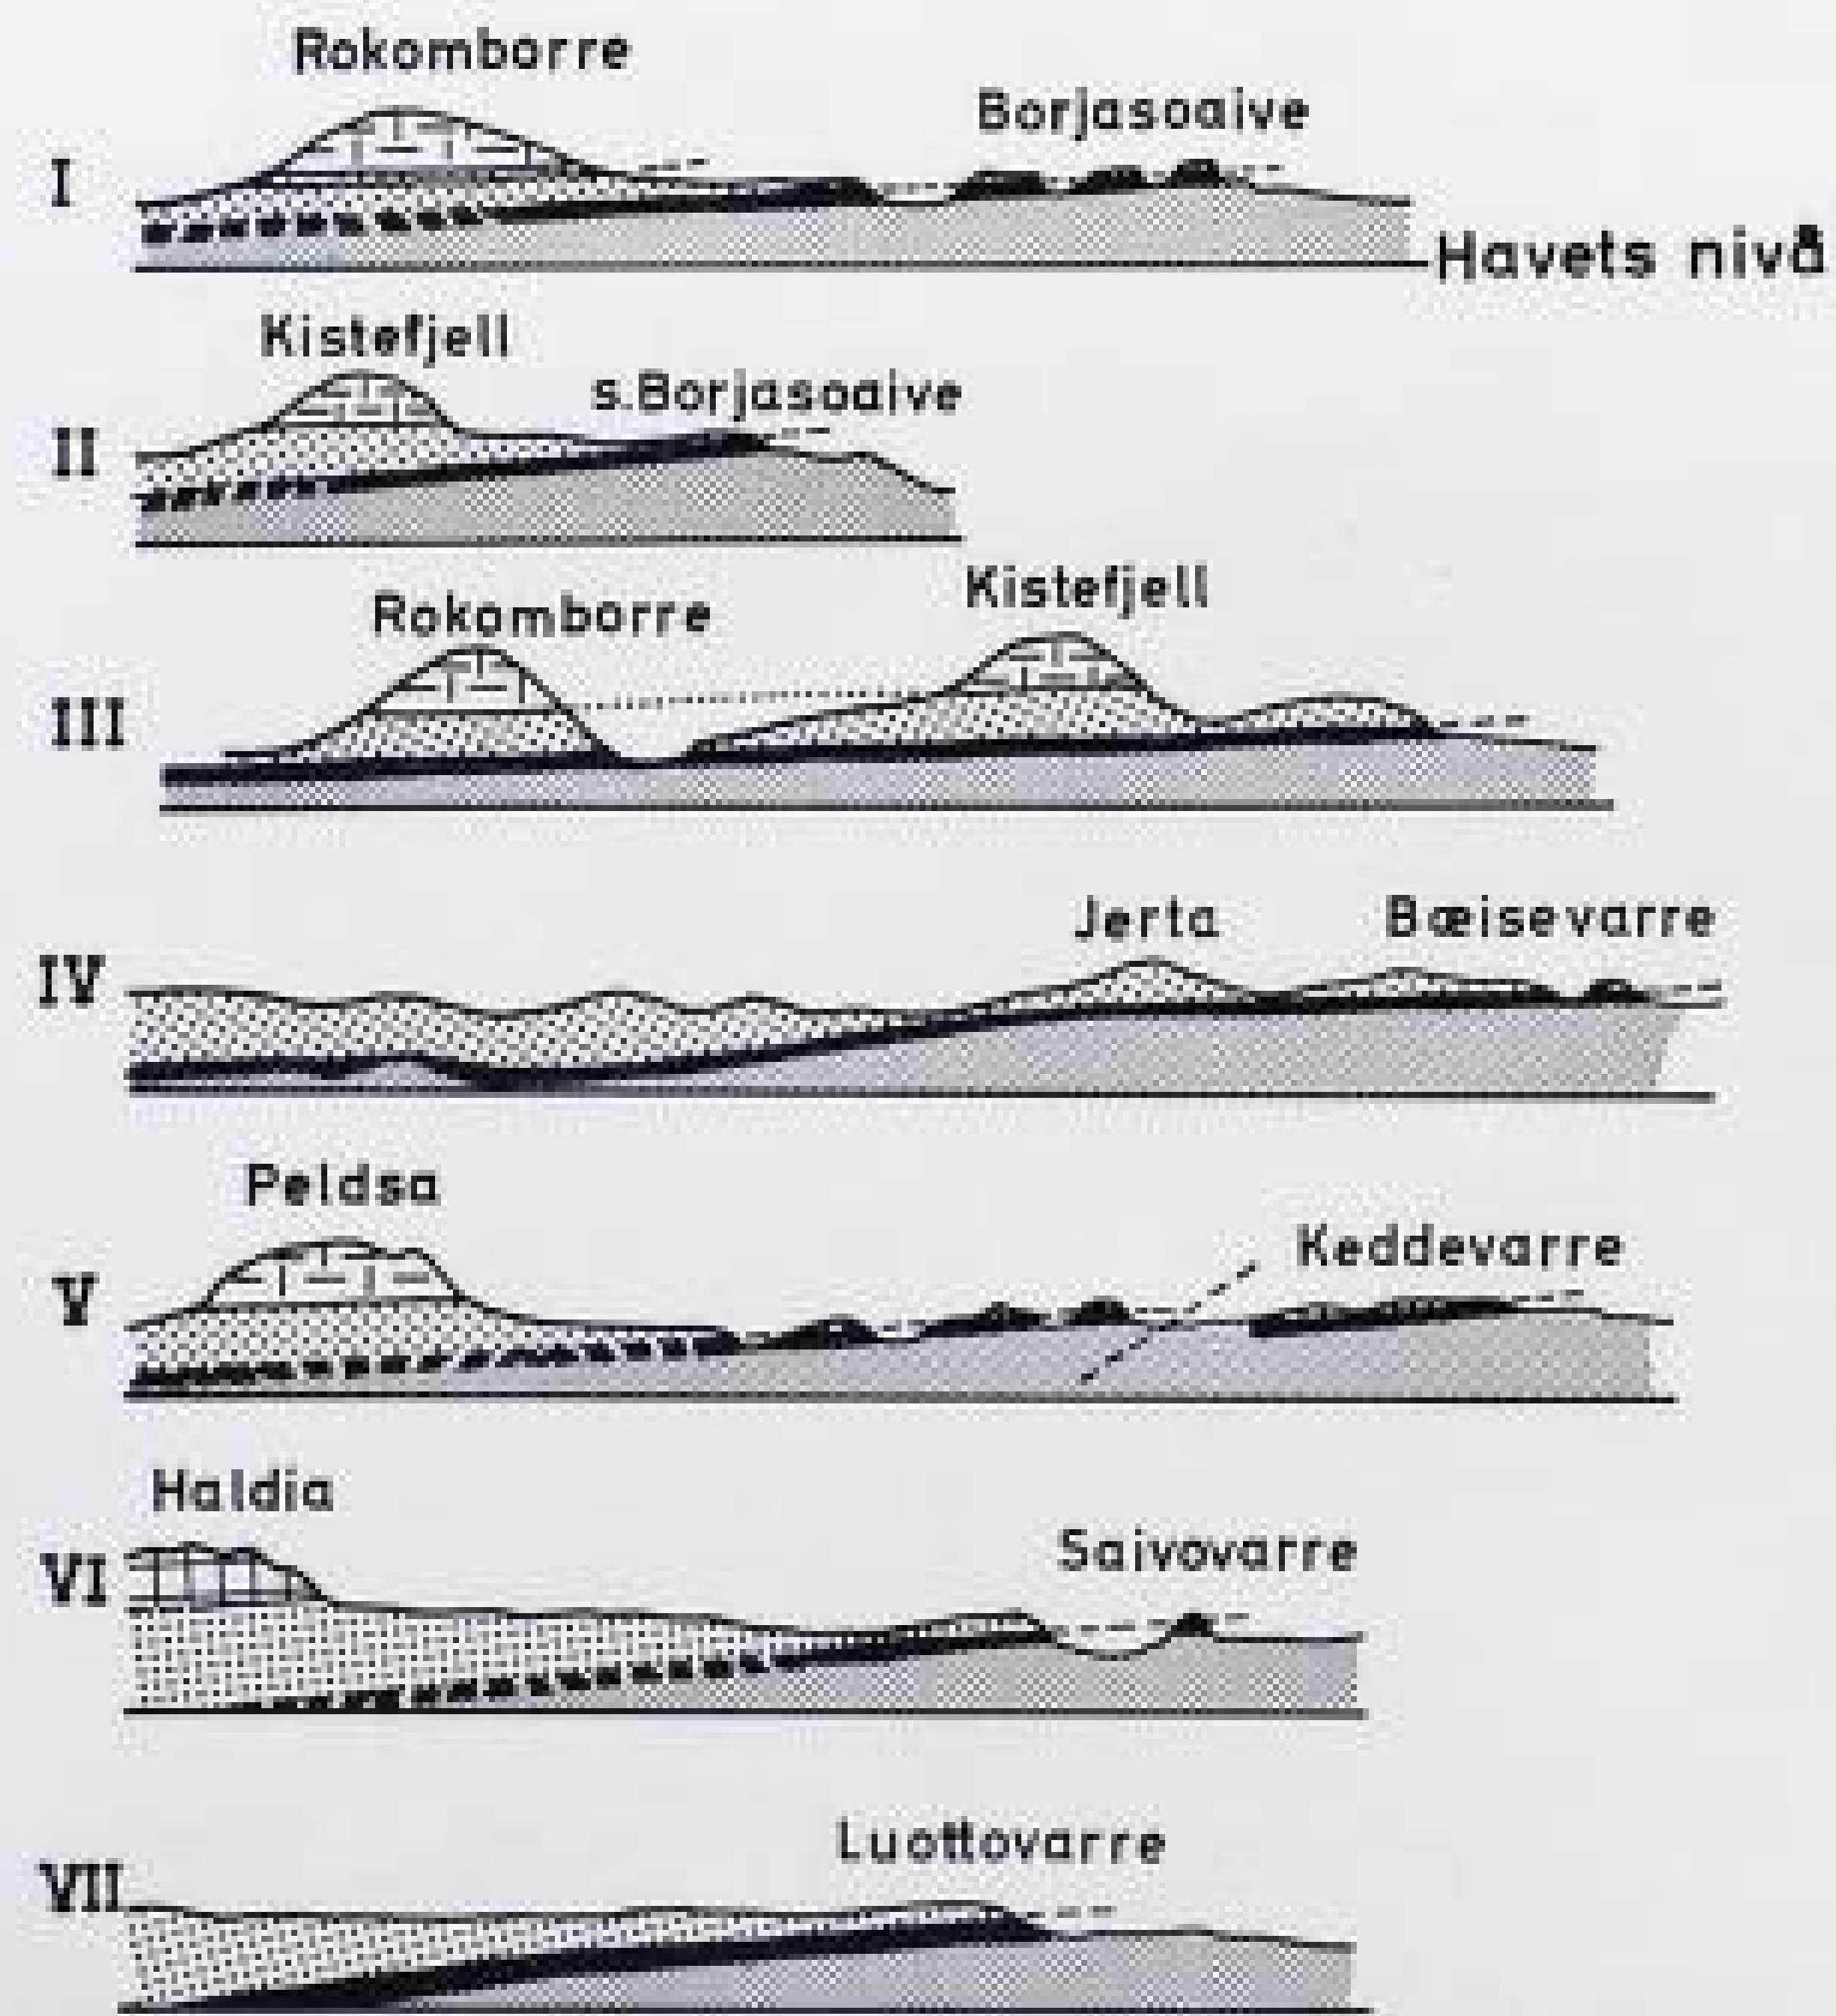 Rokomborre
Borjasoaive
I
Havets nivå
Kistefjell
s.Borjasoaive
II
Kistefjell
Rokomborre
III
Jerta
Bæisevarre
IV
Peldsa
Keddevarre
V
Haldia
Saivovarre
VI
Luottovarre
VII